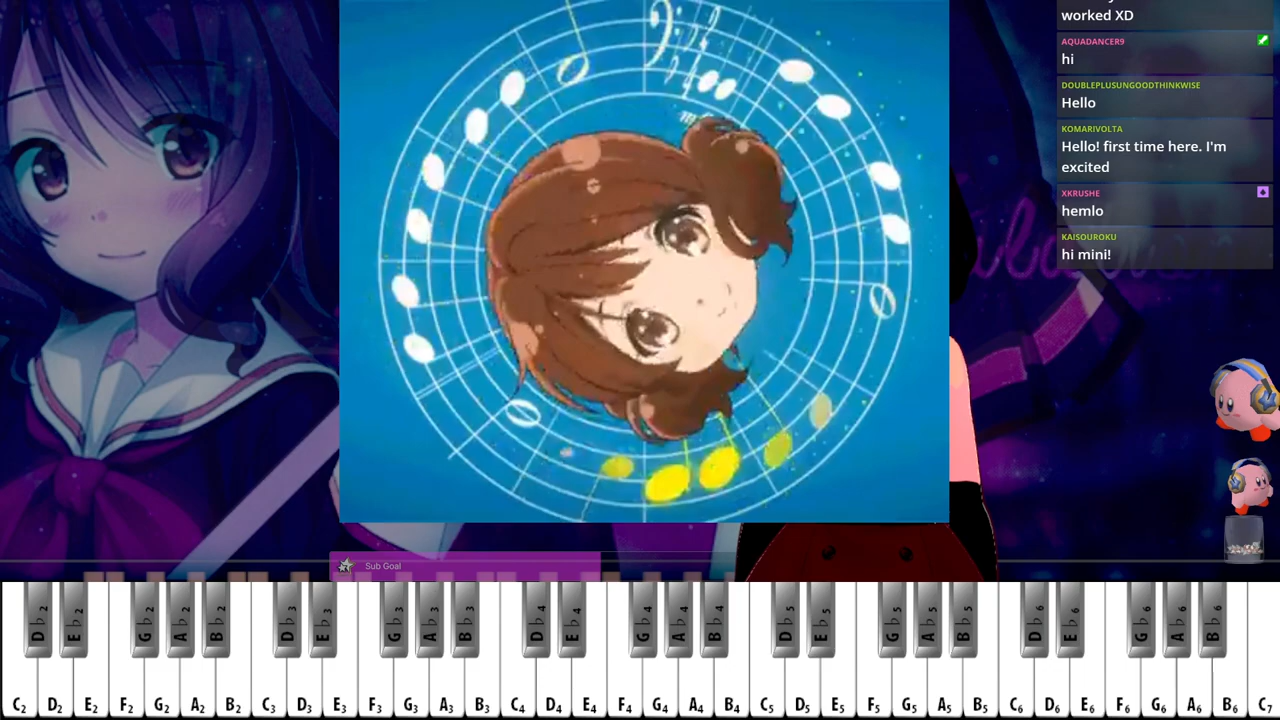 worked XD
AQUADANCER9
hi
DOUBLEPLUSUNGOODTHINKWISE
Hello
KOMARIVOLTA
Hello! first time here. I'm
excited
XKRUSHE
hemlo
KAISOUROKU
hi mini!
Sub Goal
D♭2 E♭2 G♭2 A♭2 B♭2 D♭3 E♭3 G♭3 A♭3 B♭3 D♭4 E♭4 G♭4 A♭4 B♭4 D♭5 E♭5 G♭5 A♭5 B♭5 D♭6 E♭6 G♭6 A♭6 B♭6
C2 D2 E2 F2 G2 A2 B2 C3 D3 E3 F3 G3 A3 B3 C4 D4 E4 F4 G4 A4 B4 C5 D5 E5 F5 G5 A5 B5 C6 D6 E6 F6 G6 A6 B6 C7